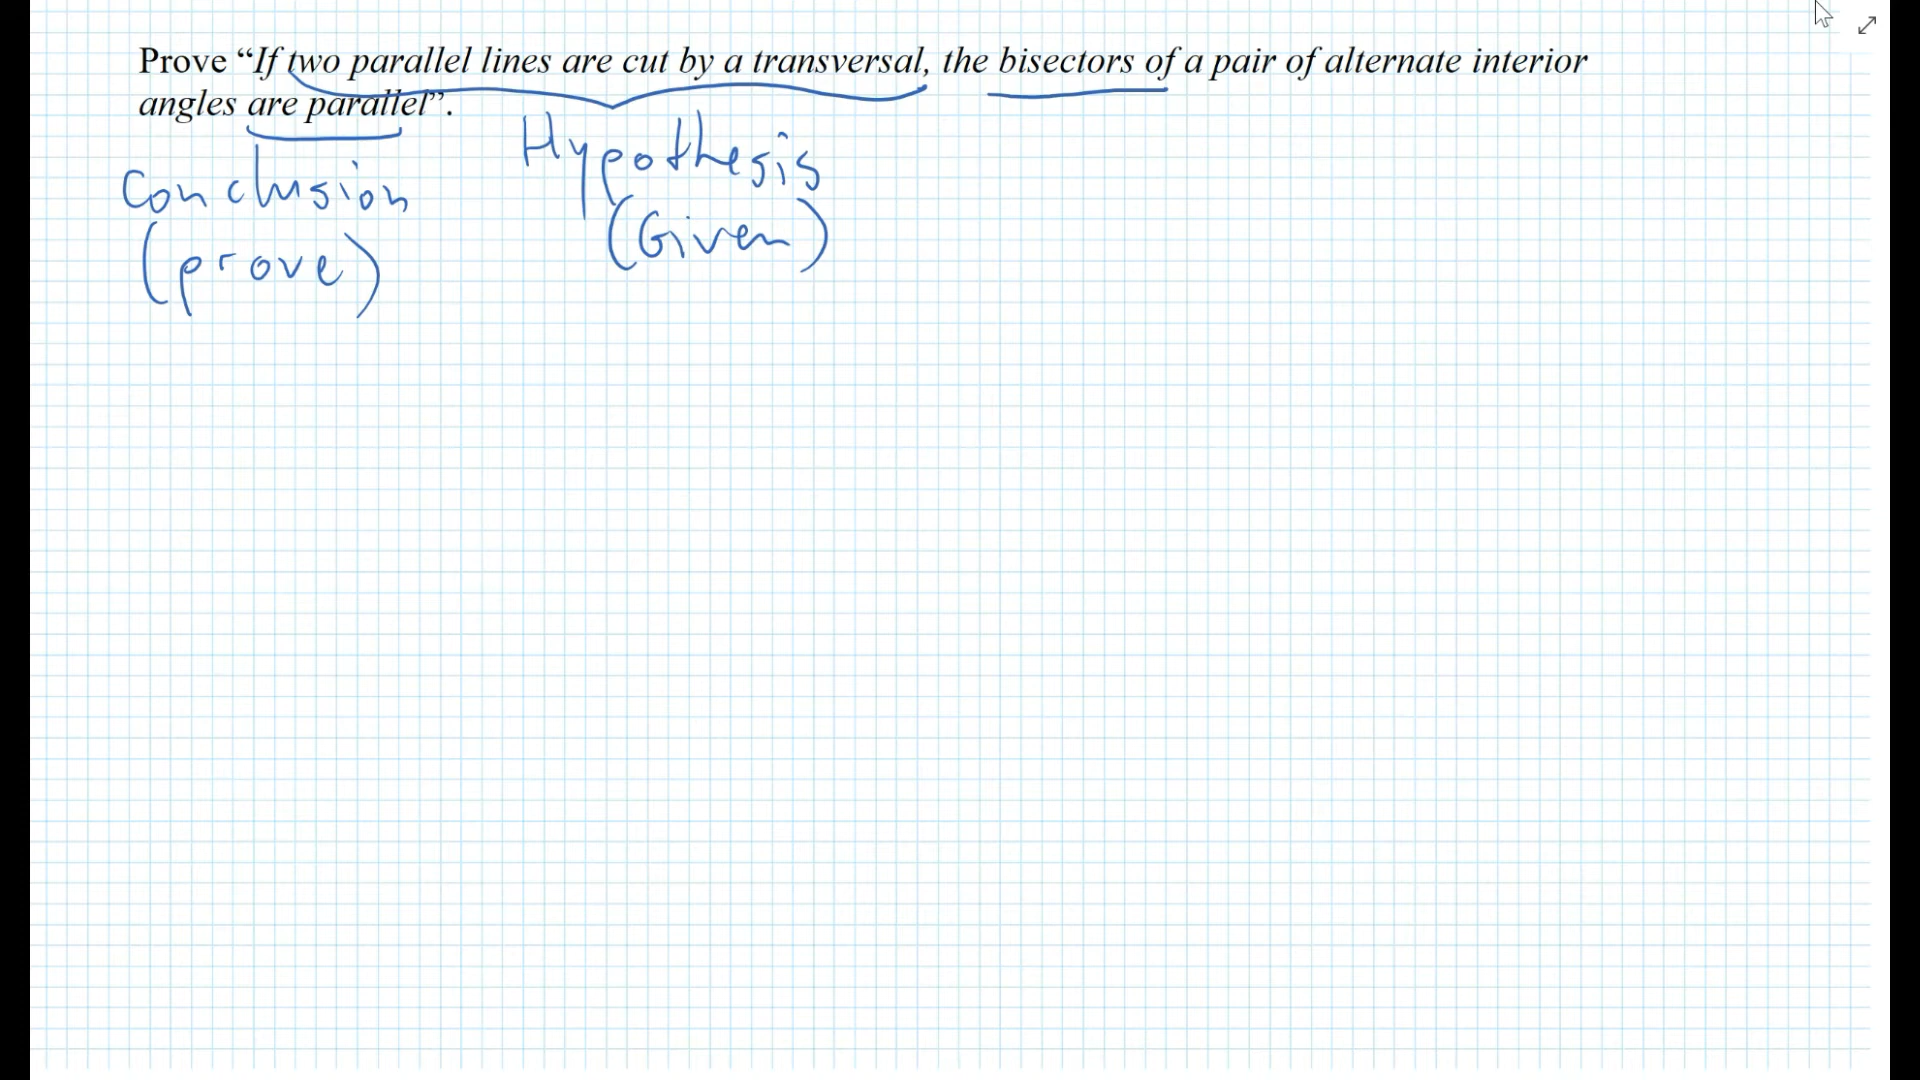 Prove “If two parallel lines are cut by a transversal, the bisectors of a pair of alternate interior
angles are parallel”.
Hypothesis
(Given)
Conclusion
(prove)